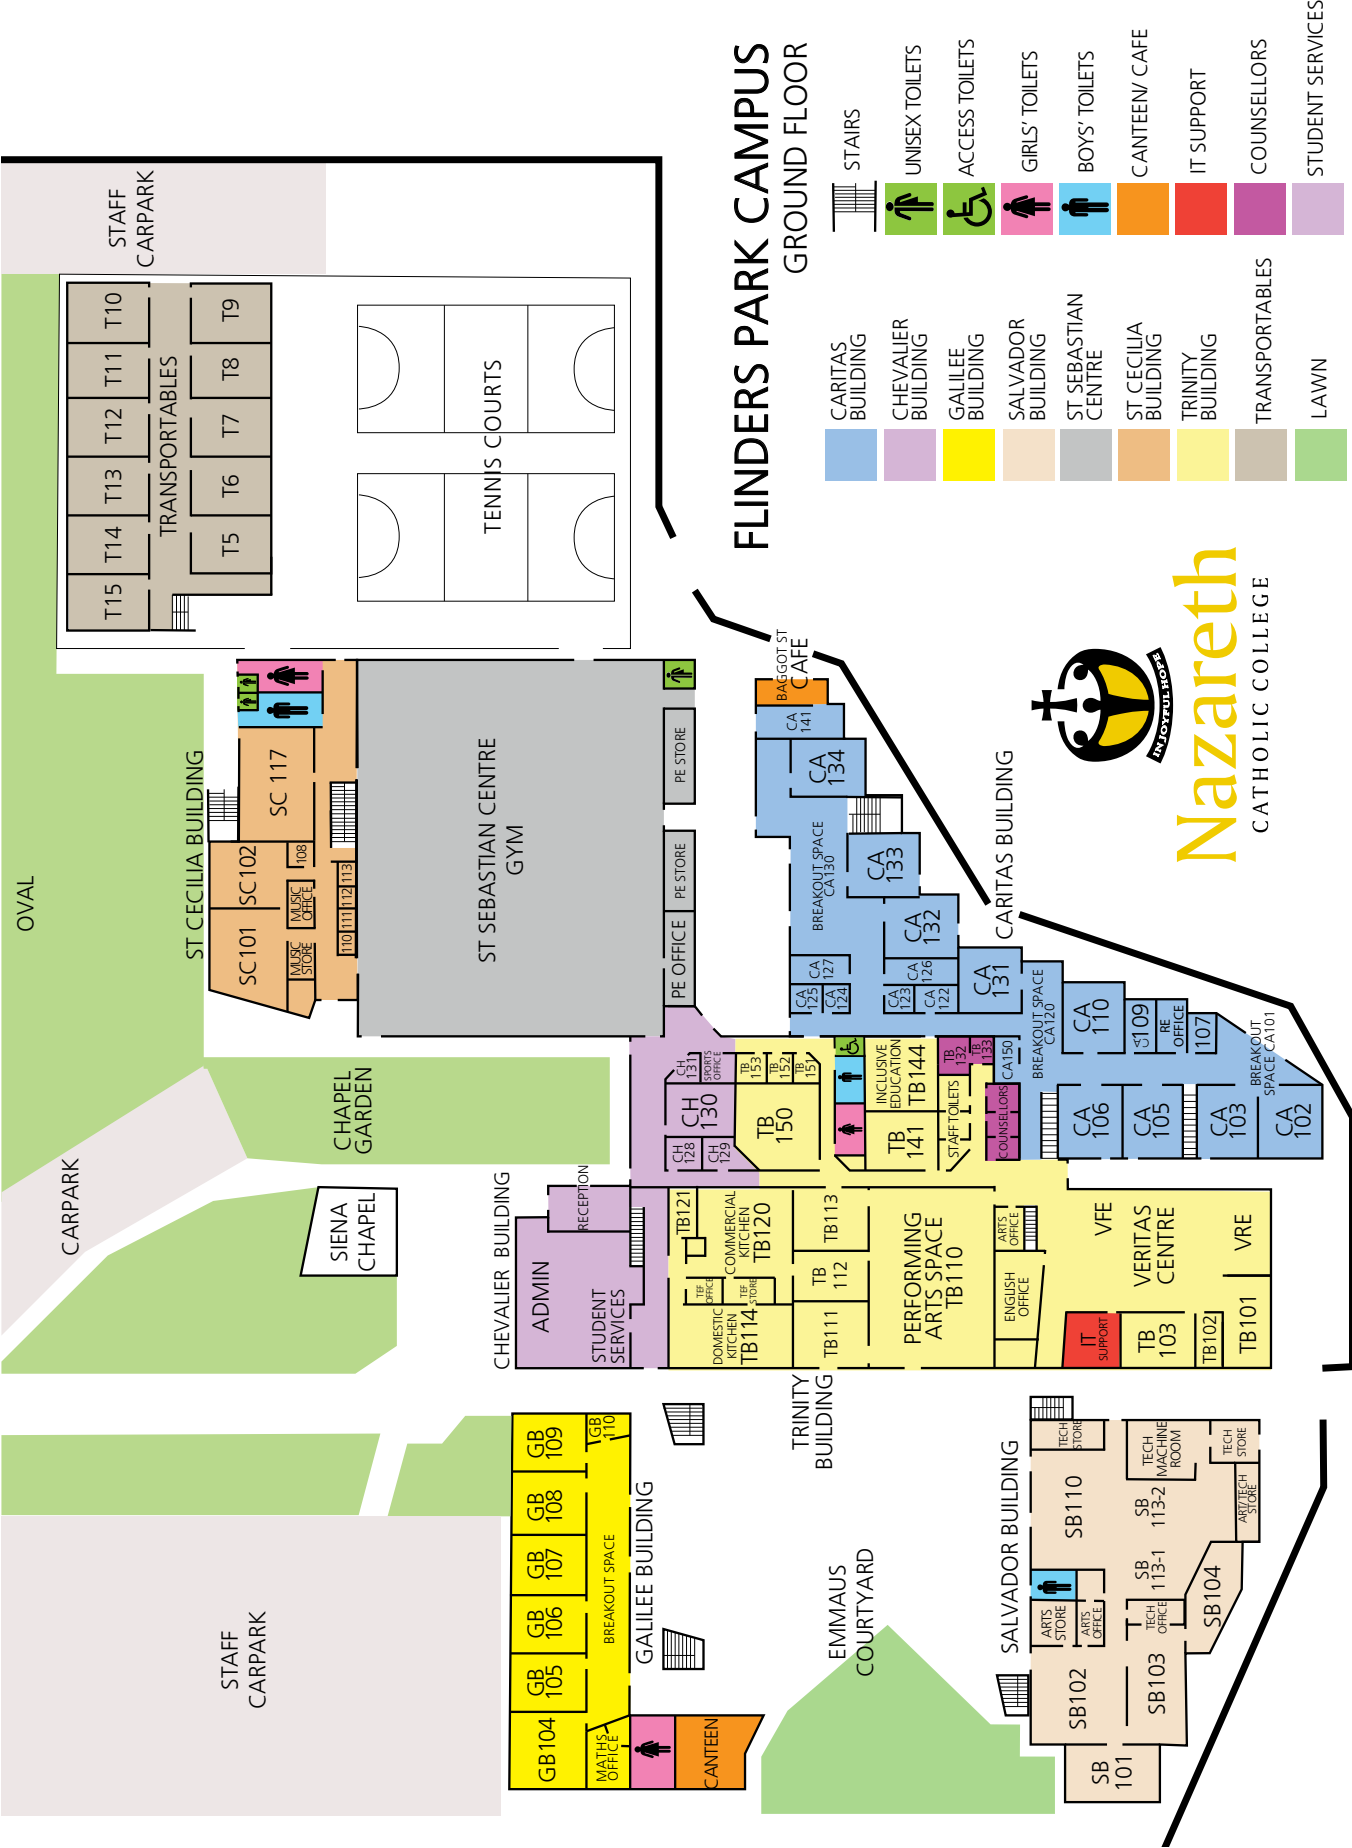 FLINDERS PARK CAMPUS
GROUND FLOOR
STAIRS
UNISEX TOILETS
ACCESS TOILETS
GIRLS' TOILETS
BOYS' TOILETS
CANTEEN/ CAFE
IT SUPPORT
COUNSELLORS
STUDENT SERVICES
CARITAS
BUILDING
CHEVALIER
BUILDING
GALILEE
BUILDING
SALVADOR
BUILDING
ST SEBASTIAN
CENTRE
ST CECILIA
BUILDING
TRINITY
BUILDING
TRANSPORTABLES
LAWN
IN JOYFUL HOPE
Nazareth
CATHOLIC COLLEGE
STAFF
CARPARK
T10
T11
T12
T13
T14
T15
TRANSPORTABLES
T9
T8
T7
T6
T5
TENNIS COURTS
OVAL
ST CECILIA BUILDING
SC 117
SC102
SC101
108
MUSIC
OFFICE
MUSIC
STORE
113
112
111
110
ST SEBASTIAN CENTRE
GYM
PE STORE
PE STORE
PE OFFICE
BAGGOT ST
CAFE
CA
141
CA
134
BREAKOUT SPACE
CA130
CA
133
CA
132
CA
127
CA
126
CA
125
CA
124
CA
123
CA
122
CA
131
CARITAS BUILDING
BREAKOUT SPACE
CA120
CA
110
CA109
RE
OFFICE
107
BREAKOUT
SPACE CA101
CA150
CA
106
CA
105
CA
103
CA
102
CHAPEL
GARDEN
CARPARK
SIENA
CHAPEL
CHEVALIER BUILDING
CH
131
SPORTS
OFFICE
CH
130
CH
128
CH
129
RECEPTION
ADMIN
STUDENT
SERVICES
TB
153
TB
152
TB
151
TB
150
INCLUSIVE
EDUCATION
TB144
TB
132
TB
133
TB
141
STAFF TOILETS
COUNSELLORS
TB121
COMMERCIAL
KITCHEN
TB120
TEF
OFFICE
TEF
STORE
DOMESTIC
KITCHEN
TB114
TB113
TB
112
TB111
PERFORMING
ARTS SPACE
TB110
ARTS
OFFICE
ENGLISH
OFFICE
VFE
VERITAS
CENTRE
VRE
IT
SUPPORT
TB
103
TB102
TB101
TRINITY
BUILDING
STAFF
CARPARK
GB
109
GB
110
GB
108
GB
107
GB
106
GB
105
GB104
BREAKOUT SPACE
MATHS
OFFICE
CANTEEN
GALILEE BUILDING
EMMAUS
COURTYARD
SALVADOR BUILDING
TECH
STORE
SB110
TECH
MACHINE
ROOM
TECH
STORE
ART/TECH
STORE
SB
113-2
SB
113-1
ARTS
STORE
ARTS
OFFICE
TECH
OFFICE
SB104
SB102
SB103
SB
101